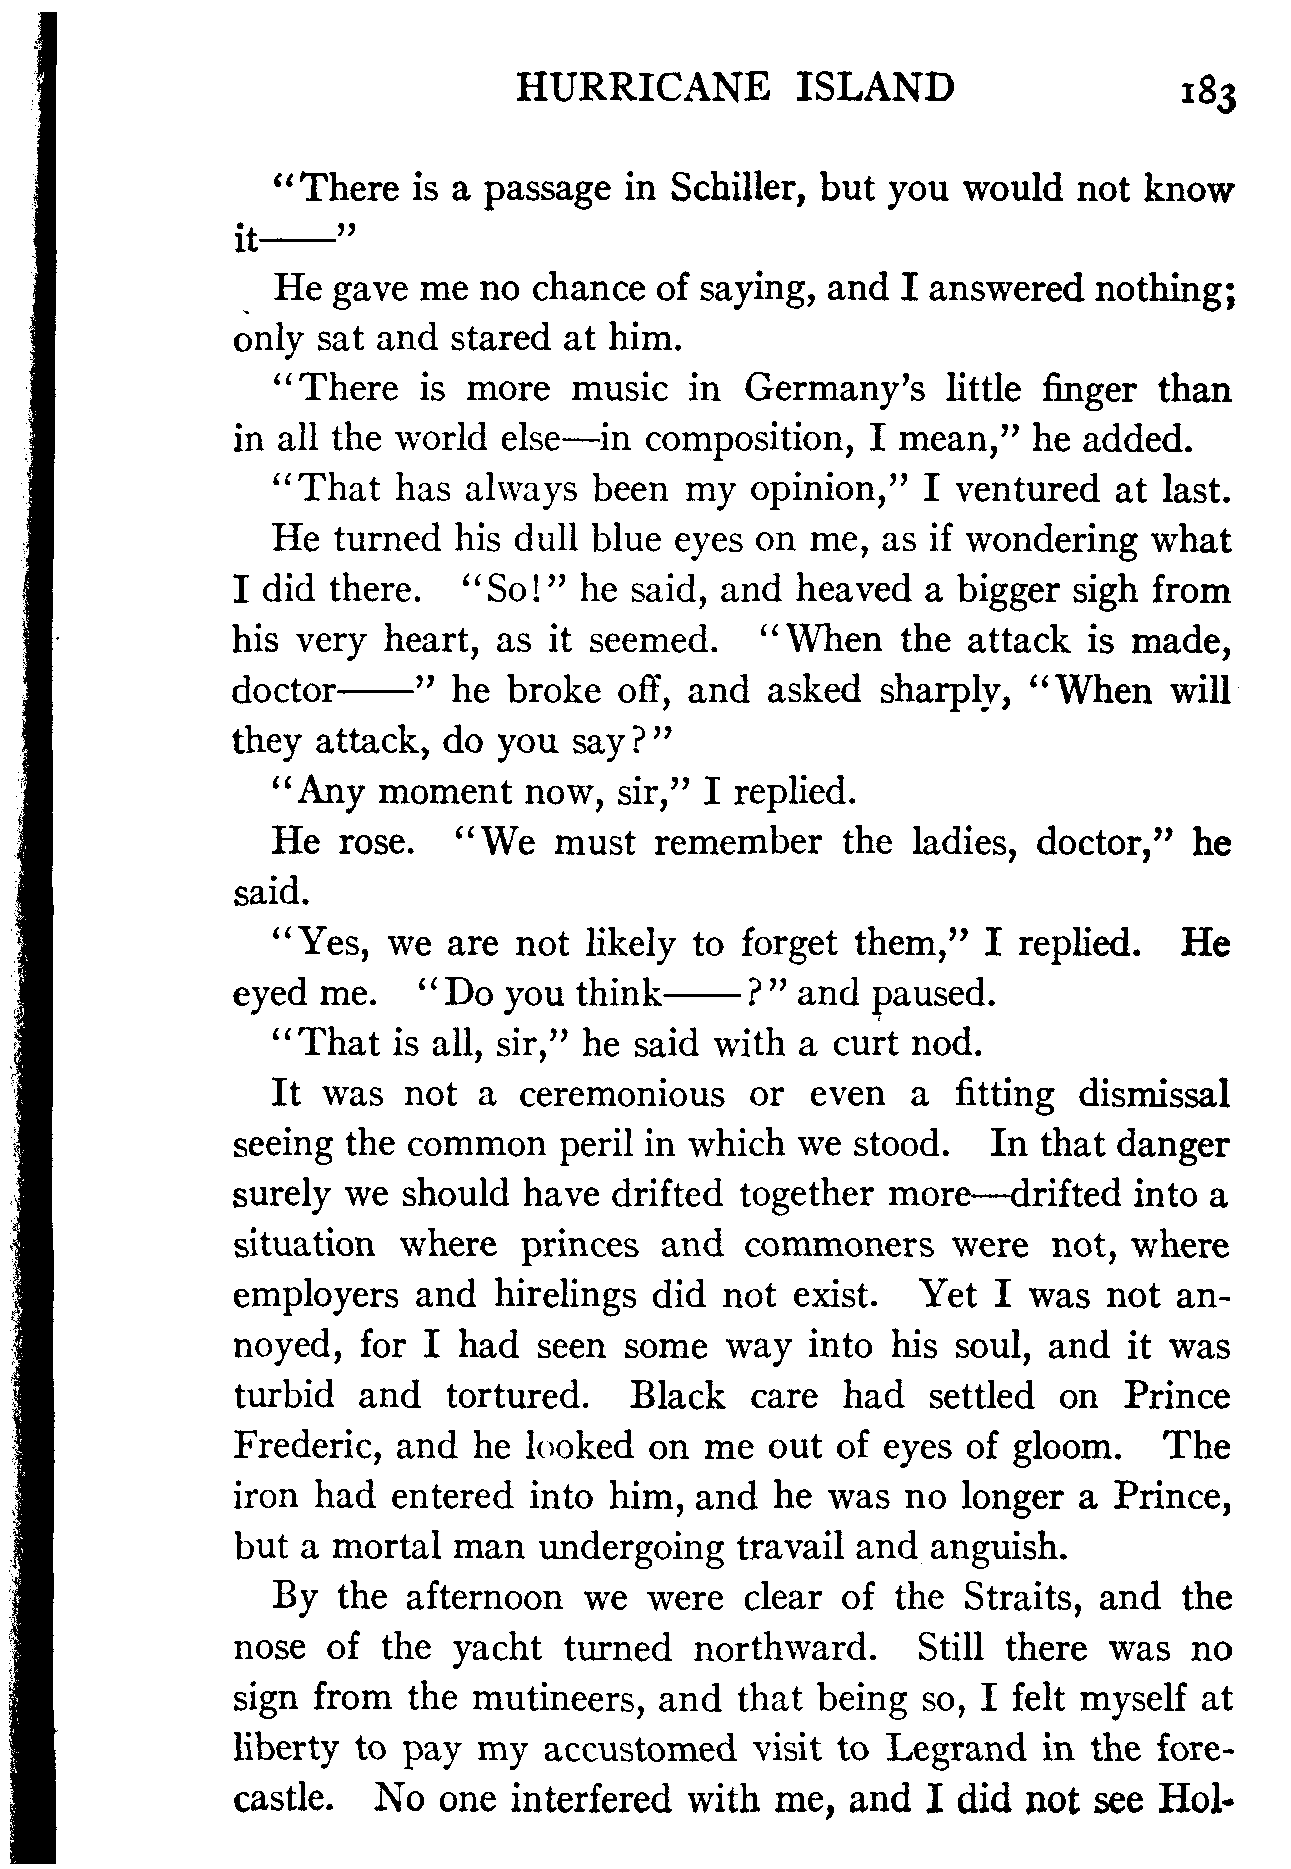 HURRICANE ISLAND 183
"There is a passage in Schiller, but you would not know
it——"
He gave me no chance of saying, and I answered nothing;
only sat and stared at him.
"There is more music in Germany's little finger than
in all the world else—in composition, I mean," he added.
"That has always been my opinion," I ventured at last.
He turned his dull blue eyes on me, as if wondering what
I did there. "So!" he said, and heaved a bigger sigh from
his very heart, as it seemed. "When the attack is made,
doctor——" he broke off, and asked sharply, "When will
they attack, do you say?"
"Any moment now, sir," I replied.
He rose. "We must remember the ladies, doctor," he
said.
"Yes, we are not likely to forget them," I replied. He
eyed me. "Do you think——?" and paused.
"That is all, sir," he said with a curt nod.
It was not a ceremonious or even a fitting dismissal
seeing the common peril in which we stood. In that danger
surely we should have drifted together more—drifted into a
situation where princes and commoners were not, where
employers and hirelings did not exist. Yet I was not an-
noyed, for I had seen some way into his soul, and it was
turbid and tortured. Black care had settled on Prince
Frederic, and he looked on me out of eyes of gloom. The
iron had entered into him, and he was no longer a Prince,
but a mortal man undergoing travail and anguish.
By the afternoon we were clear of the Straits, and the
nose of the yacht turned northward. Still there was no
sign from the mutineers, and that being so, I felt myself at
liberty to pay my accustomed visit to Legrand in the fore-
castle. No one interfered with me, and I did not see Hol-